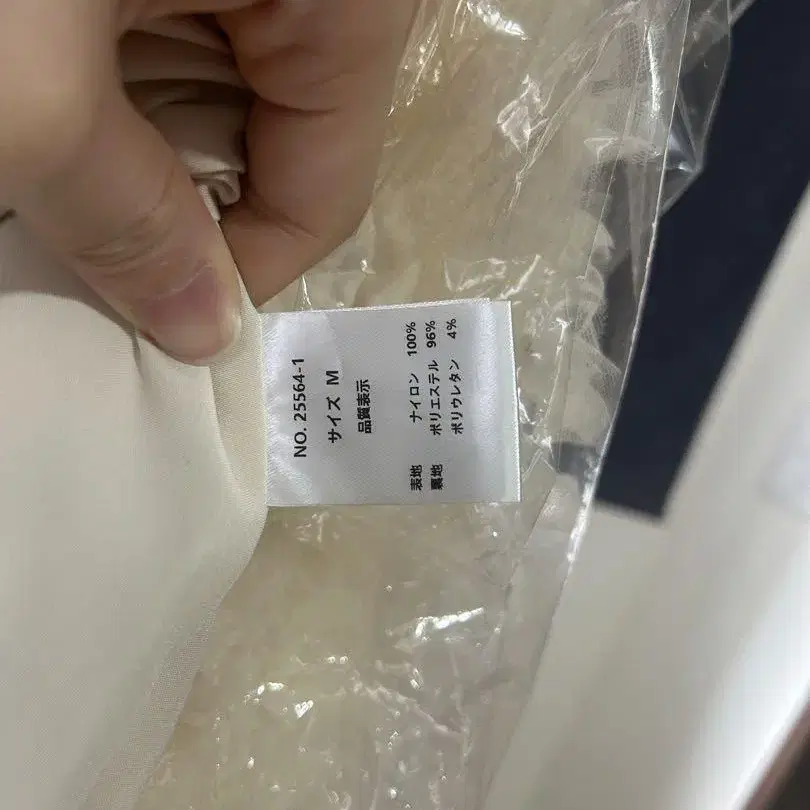 NO. 25564-1
サイズ M
品質表示
表地 ナイロン 100%
裏地 ポリエステル 96%
ポリウレタン 4%